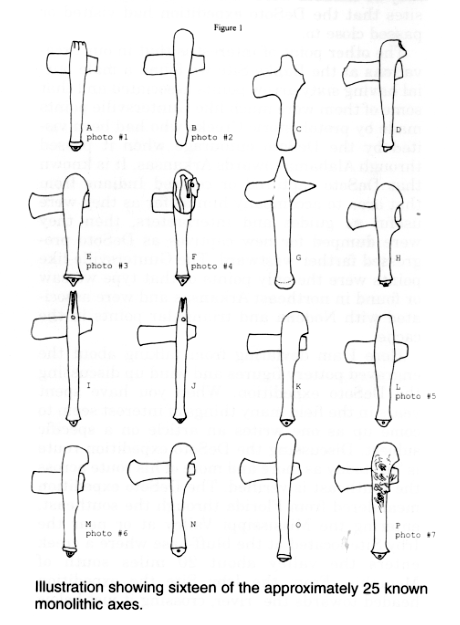 Figure 1
A
photo #1
B
photo #2
C
D
E
photo #3
F
photo #4
G
H
I
J
K
L
photo #5
M
photo #6
N
O
P
photo #7
Illustration showing sixteen of the approximately 25 known
monolithic axes.